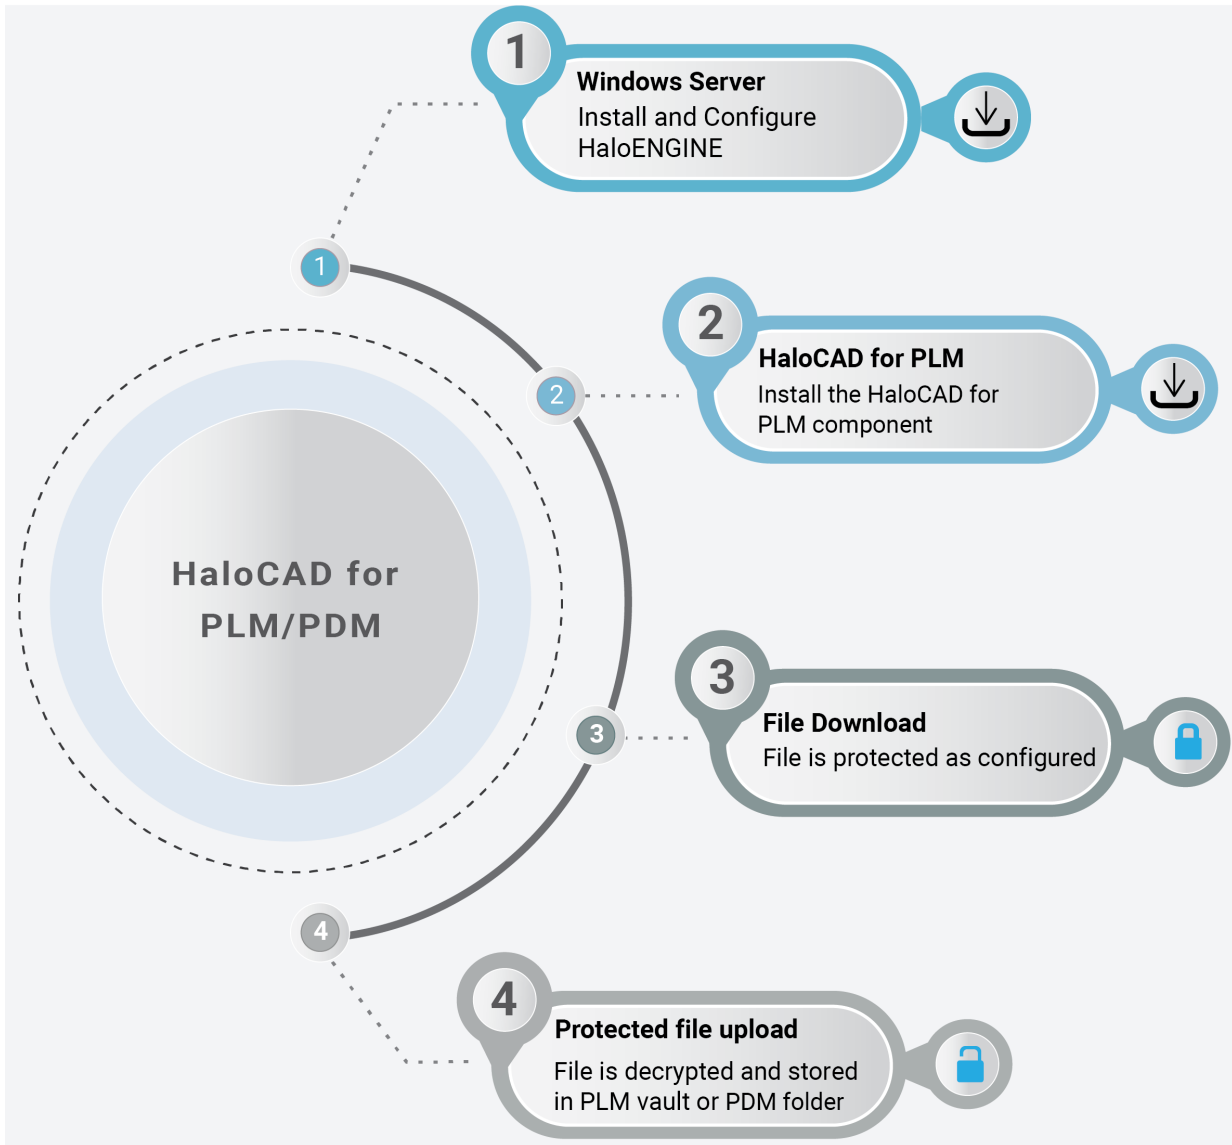 1
Windows Server
Install and Configure
HaloENGINE
1
2
HaloCAD for PLM
Install the HaloCAD for
PLM component
2
HaloCAD for
PLM/PDM
3
File Download
File is protected as configured
3
4
4
Protected file upload
File is decrypted and stored
in PLM vault or PDM folder